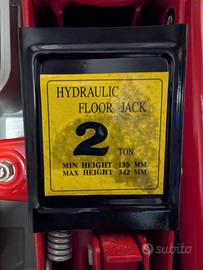 HYDRAULIC
FLOOR JACK
2 TON
MIN HEIGHT 135 MM
MAX HEIGHT 342 MM
subito